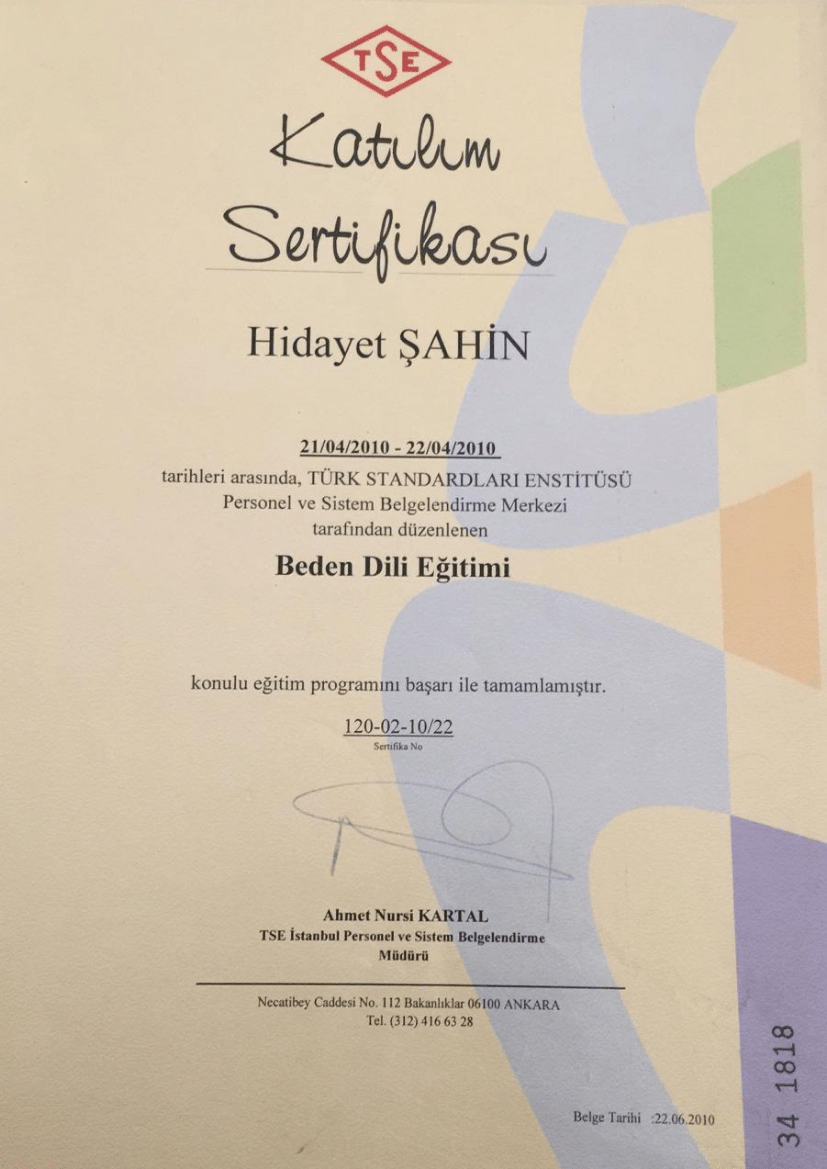 TSE
Katılım
Sertifikası
Hidayet ŞAHİN
21/04/2010 - 22/04/2010
tarihleri arasında, TÜRK STANDARDLARI ENSTİTÜSÜ
Personel ve Sistem Belgelendirme Merkezi
tarafından düzenlenen
Beden Dili Eğitimi
konulu eğitim programını başarı ile tamamlamıştır.
120-02-10/22
Sertifika No
Ahmet Nursi KARTAL
TSE İstanbul Personel ve Sistem Belgelendirme
Müdürü
Necatibey Caddesi No. 112 Bakanlıklar 06100 ANKARA
Tel. (312) 416 63 28
Belge Tarihi :22.06.2010
34 1818